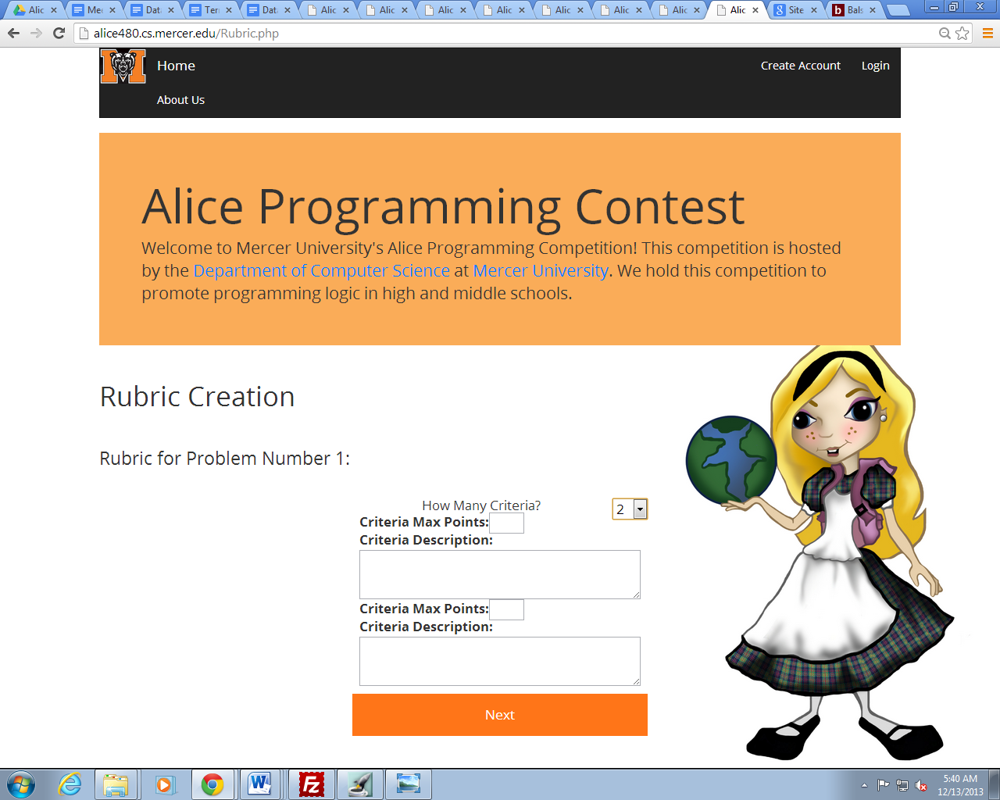 Alic
Me
Data
Terr
Data
Alic
Alic
Alic
Alic
Alic
Alic
Alic
Alic
Site
Bals
alice480.cs.mercer.edu/Rubric.php
M
Home
Create Account
Login
About Us
Alice Programming Contest
Welcome to Mercer University's Alice Programming Competition! This competition is hosted
by the Department of Computer Science at Mercer University. We hold this competition to
promote programming logic in high and middle schools.
Rubric Creation
Rubric for Problem Number 1:
How Many Criteria?
2
Criteria Max Points:
Criteria Description:
Criteria Max Points:
Criteria Description:
Next
5:40 AM
12/13/2013